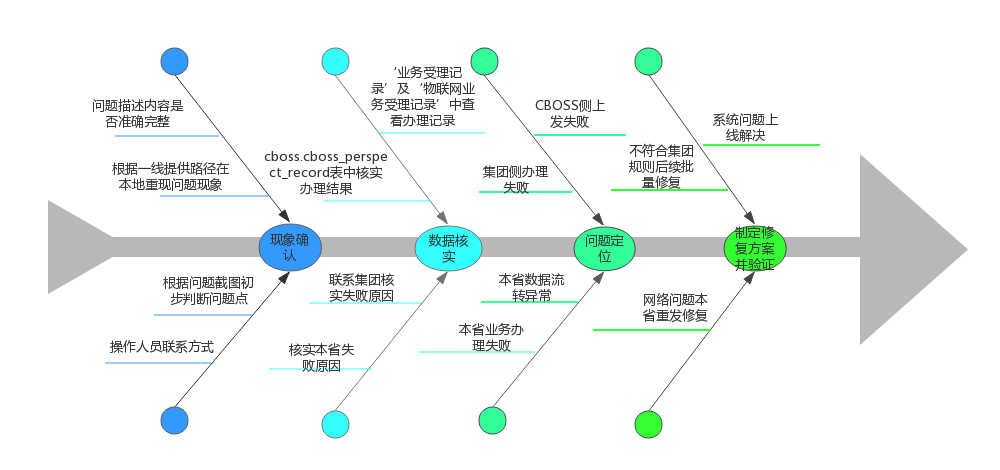 问题描述内容是
否准确完整
根据一线提供路径在
本地重现问题现象
‘业务受理记
录’及‘物联网业
务受理记录’中查
看办理记录
cboss.cboss_perspe
ct_record表中核实
办理结果
CBOSS侧上
发失败
集团侧办理
失败
系统问题上
线解决
不符合集团
规则后续批
量修复
现象确
认
数据核
实
问题定
位
制定修
复方案
并验证
根据问题截图初
步判断问题点
操作人员联系方式
联系集团核
实失败原因
核实本省失
败原因
本省数据流
转异常
本省业务办
理失败
网络问题本
省重发修复